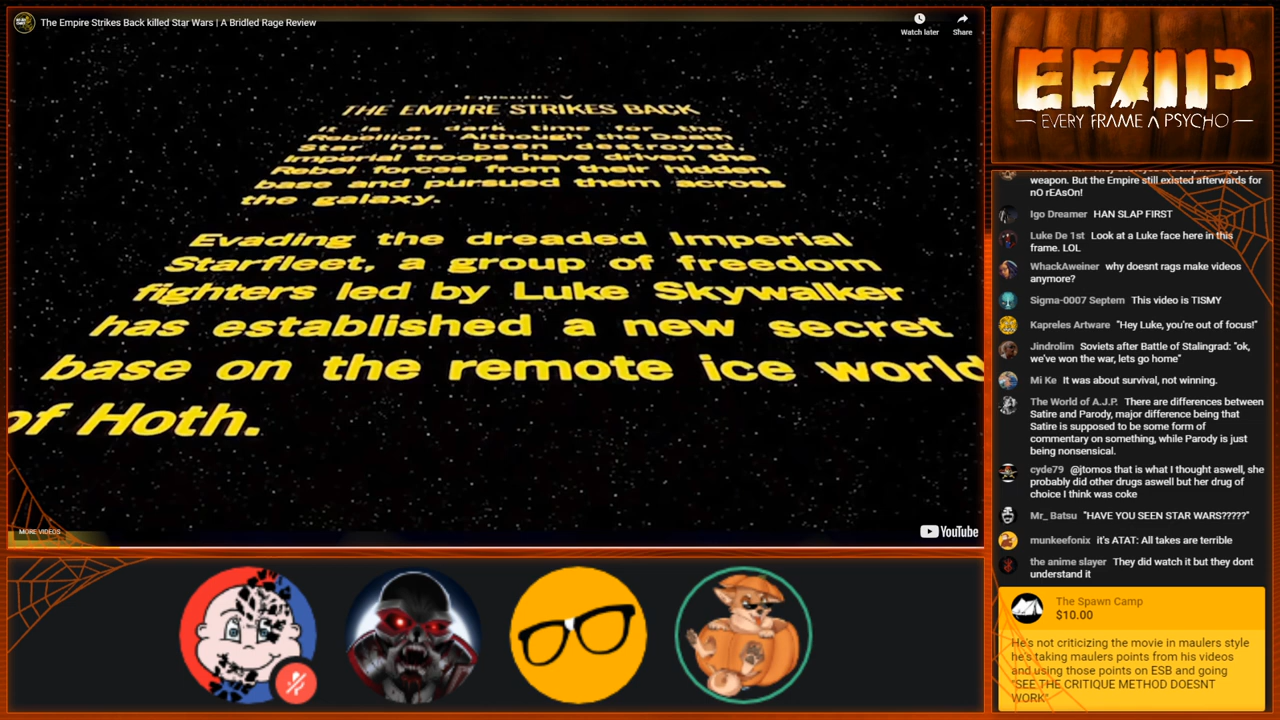 The Empire Strikes Back killed Star Wars | A Bridled Rage Review
Watch later
Share
Episode V
THE EMPIRE STRIKES BACK
It is a dark time for the
Rebellion. Although the Death
Star has been destroyed,
Imperial troops have driven the
Rebel forces from their hidden
base and pursued them across
the galaxy.
Evading the dreaded Imperial
Starfleet, a group of freedom
fighters led by Luke Skywalker
has established a new secret
base on the remote ice world
of Hoth.
MORE VIDEOS
YouTube
EFAP
EVERY FRAME A PSYCHO
weapon. But the Empire still existed afterwards for
nO rEAsOn!
Igo Dreamer HAN SLAP FIRST
Luke De 1st Look at a Luke face here in this
frame. LOL
WhackAweiner why doesnt rags make videos
anymore?
Sigma-0007 Septem This video is TISMY
Kapreles Artware "Hey Luke, you're out of focus!"
Jindrolim Soviets after Battle of Stalingrad: "ok,
we've won the war, lets go home"
Mi Ke It was about survival, not winning.
The World of A.J.P. There are differences between
Satire and Parody, major difference being that
Satire is supposed to be some form of
commentary on something, while Parody is just
being nonsensical.
cyde79 @jtomos that is what I thought aswell, she
probably did other drugs aswell but her drug of
choice I think was coke
Mr_ Batsu "HAVE YOU SEEN STAR WARS?????"
munkeefonix it's ATAT: All takes are terrible
the anime slayer They did watch it but they dont
understand it
The Spawn Camp
$10.00
He's not criticizing the movie in maulers style
he's taking maulers points from his videos
and using those points on ESB and going
"SEE THE CRITIQUE METHOD DOESNT
WORK"